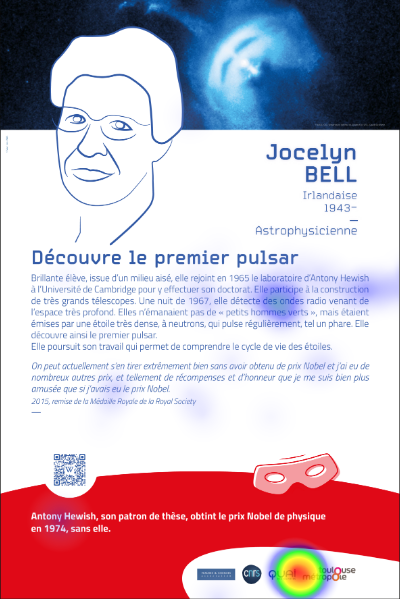 Jocelyn
BELL
Irlandaise
1943-
Astrophysicienne
Découvre le premier pulsar
Brillante élève, issue d'un milieu aisé, elle rejoint en 1965 le laboratoire d'Antony Hewish
à l'Université de Cambridge pour y effectuer son doctorat. Elle participe à la construction
de très grands télescopes. Une nuit de 1967, elle détecte des ondes radio venant de
l'espace très profond. Elles n'émanaient pas de « petits hommes verts », mais étaient
émises par une étoile très dense, à neutrons, qui pulse régulièrement, tel un phare. Elle
découvre ainsi le premier pulsar.
Elle poursuit son travail qui permet de comprendre le cycle de vie des étoiles.
On peut actuellement s'en tirer extrêmement bien sans avoir obtenu de prix Nobel et j'ai eu de
nombreux autres prix, et tellement de récompenses et d'honneur que je me suis bien plus
amusée que si j'avais eu le prix Nobel.
2015, remise de la Médaille Royale de la Royal Society
Antony Hewish, son patron de thèse, obtint le prix Nobel de physique
en 1974, sans elle.
cnrs
toulouse
métropole